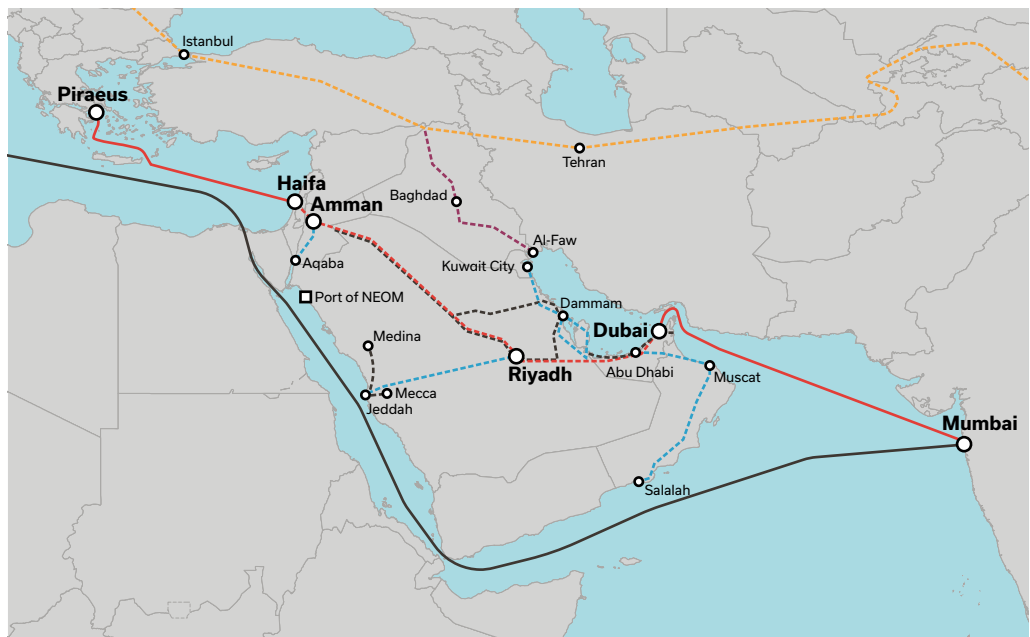 Istanbul
Piraeus
Tehran
Haifa
Baghdad
Amman
Al-Faw
Aqaba
Kuwait City
Port of NEOM
Dammam
Dubai
Medina
Riyadh
Abu Dhabi
Muscat
Mecca
Jeddah
Mumbai
Salalah